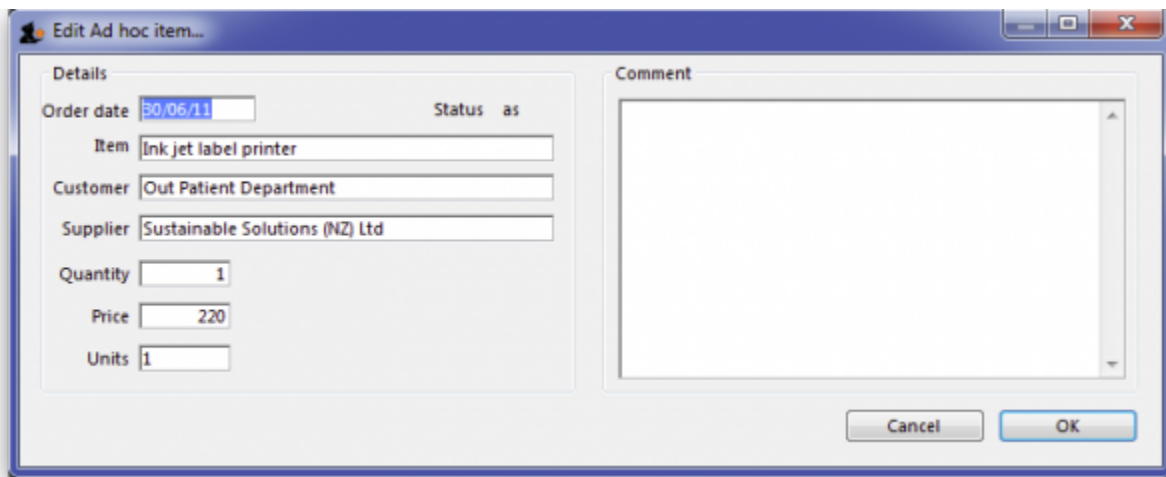 Edit Ad hoc item...
Details
Order date 30/06/11 Status as
Item Ink jet label printer
Customer Out Patient Department
Supplier Sustainable Solutions (NZ) Ltd
Quantity 1
Price 220
Units 1
Comment
Cancel OK